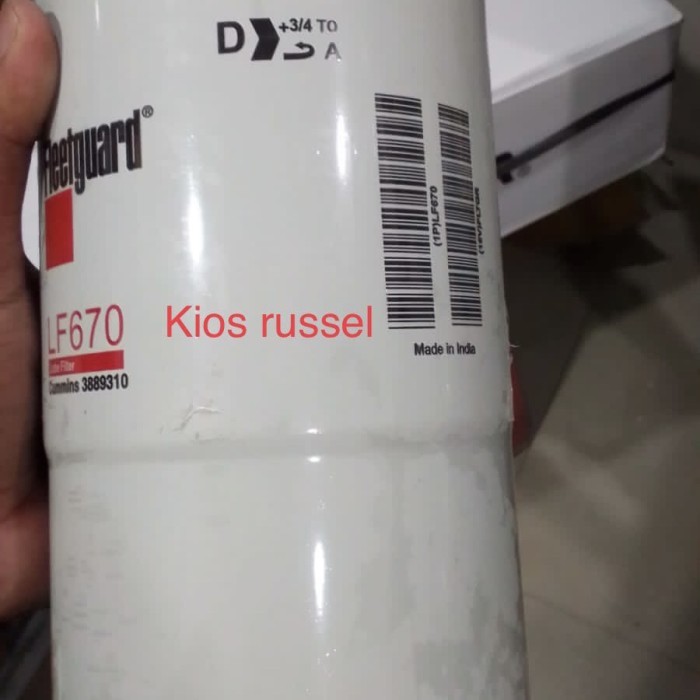 D +3/4 TO
A
Fleetguard®
(1P)LF670
LF670
Kios russel
Lube Filter
Cummins 3889310
Made in India